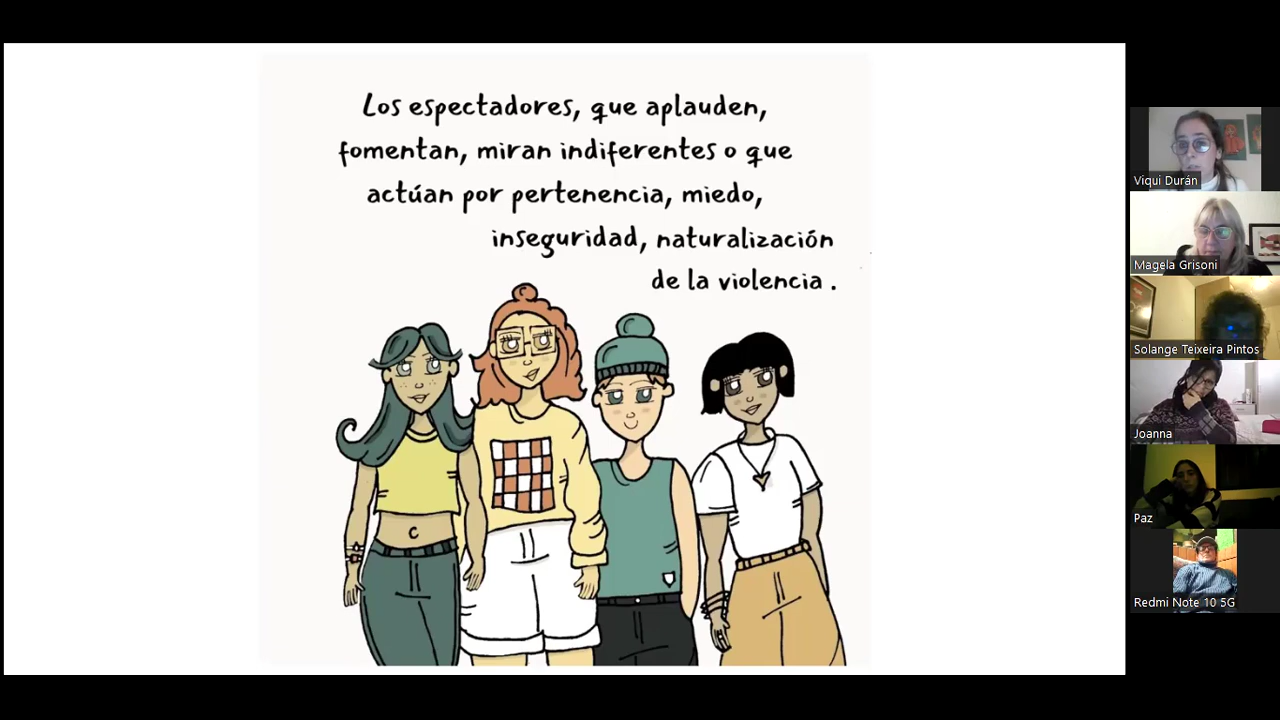 Los espectadores, que aplauden,
fomentan, miran indiferentes o que
actúan por pertenencia, miedo,
inseguridad, naturalización
de la violencia .
Viqui Durán
Magela Grisoni
Solange Teixeira Pintos
Joanna
Paz
Redmi Note 10 5G